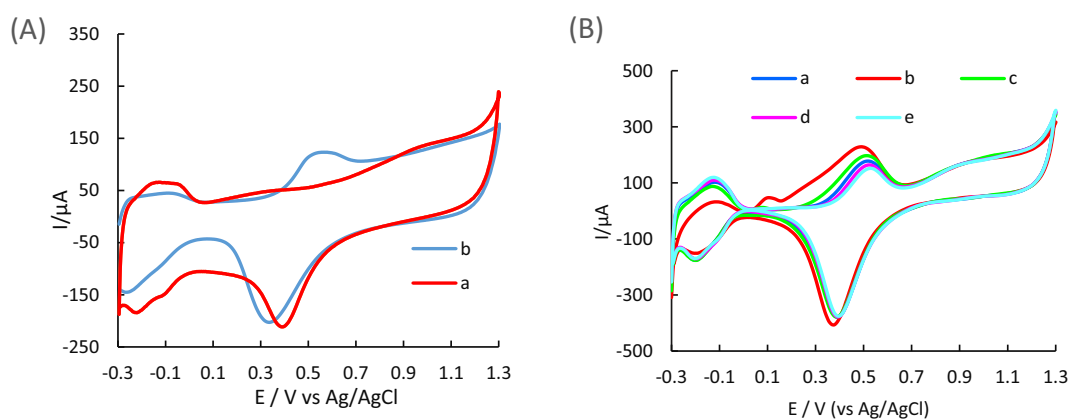 (A)
350
250
150
50
-50
-150
-250
I/µA
b
a
-0.3 -0.1 0.1 0.3 0.5 0.7 0.9 1.1 1.3
E / V vs Ag/AgCl
(B)
500
300
100
-100
-300
-500
I/µA
a b c
d e
-0.3 -0.1 0.1 0.3 0.5 0.7 0.9 1.1 1.3
E / V (vs Ag/AgCl)